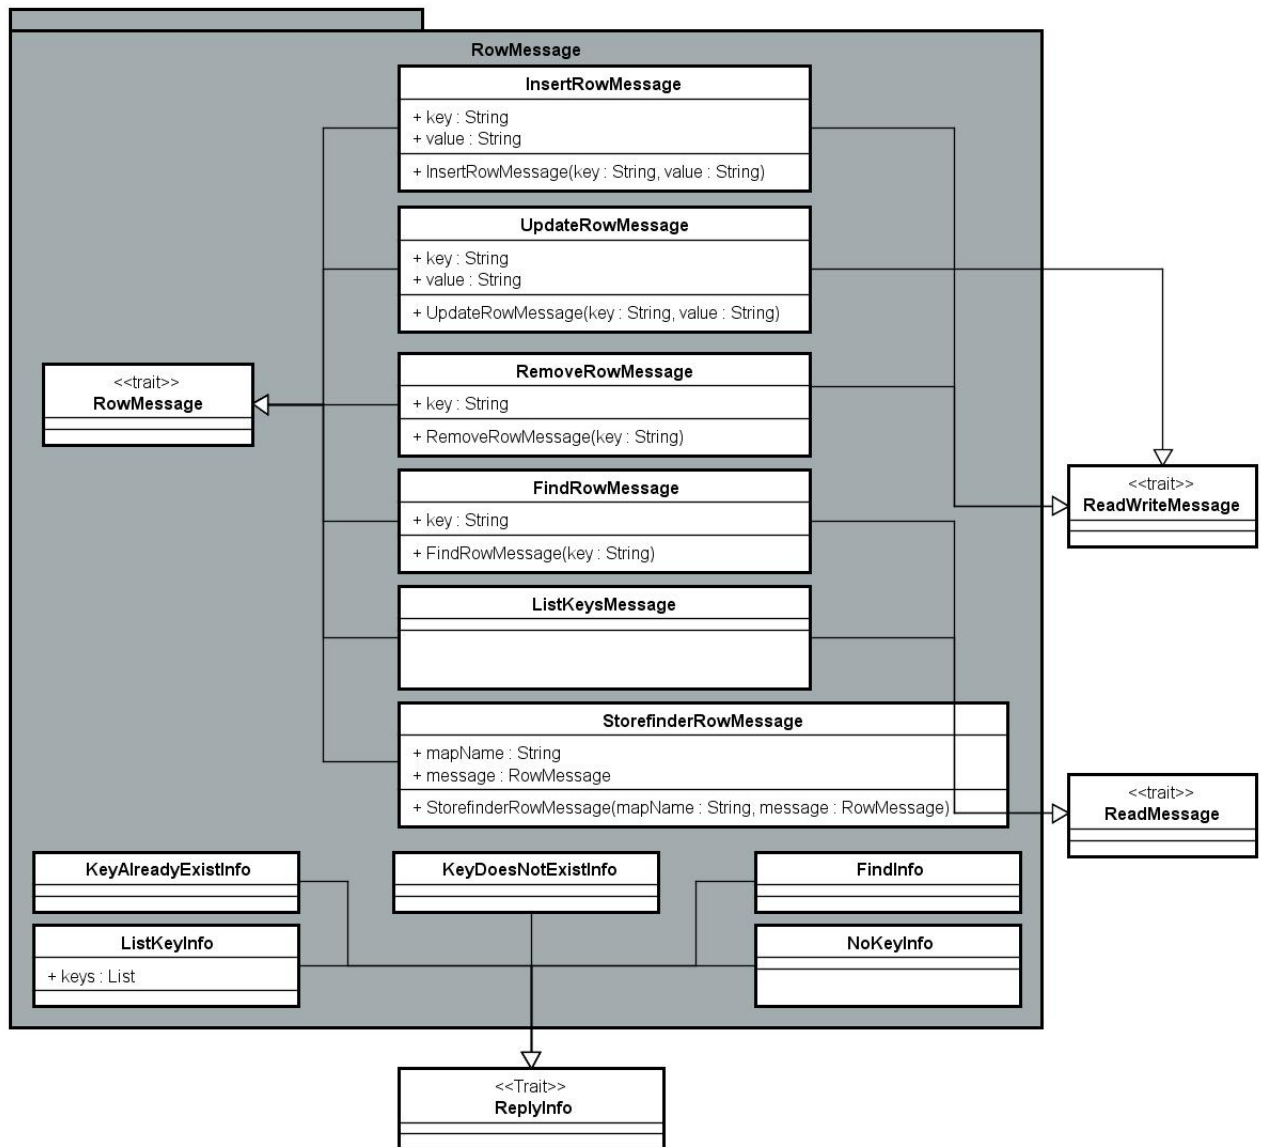 RowMessage
InsertRowMessage
+ key : String
+ value : String
+ InsertRowMessage(key : String, value : String)
UpdateRowMessage
+ key : String
+ value : String
+ UpdateRowMessage(key : String, value : String)
<<trait>>
RowMessage
RemoveRowMessage
+ key : String
+ RemoveRowMessage(key : String)
FindRowMessage
+ key : String
+ FindRowMessage(key : String)
<<trait>>
ReadWriteMessage
ListKeysMessage
StorefinderRowMessage
+ mapName : String
+ message : RowMessage
+ StorefinderRowMessage(mapName : String, message : RowMessage)
<<trait>>
ReadMessage
KeyAlreadyExistInfo
KeyDoesNotExistInfo
FindInfo
ListKeyInfo
+ keys : List
NoKeyInfo
<<Trait>>
ReplyInfo